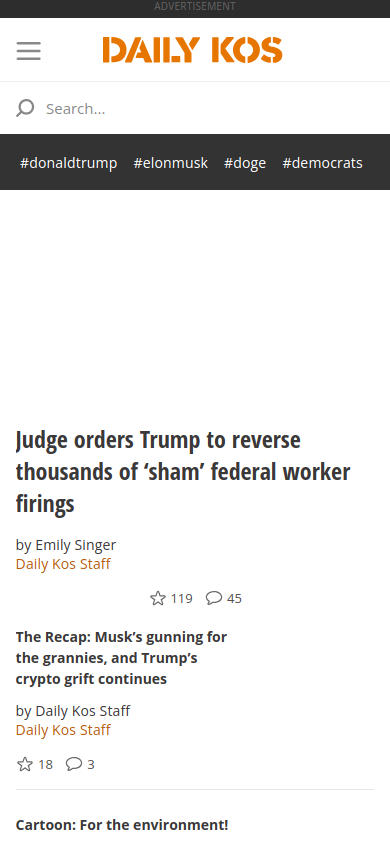 ADVERTISEMENT
DAILY KOS
Search...
#donaldtrump #elonmusk #doge #democrats
Judge orders Trump to reverse
thousands of ‘sham’ federal worker
firings
by Emily Singer
Daily Kos Staff
119 45
The Recap: Musk’s gunning for
the grannies, and Trump’s
crypto grift continues
by Daily Kos Staff
Daily Kos Staff
18 3
Cartoon: For the environment!